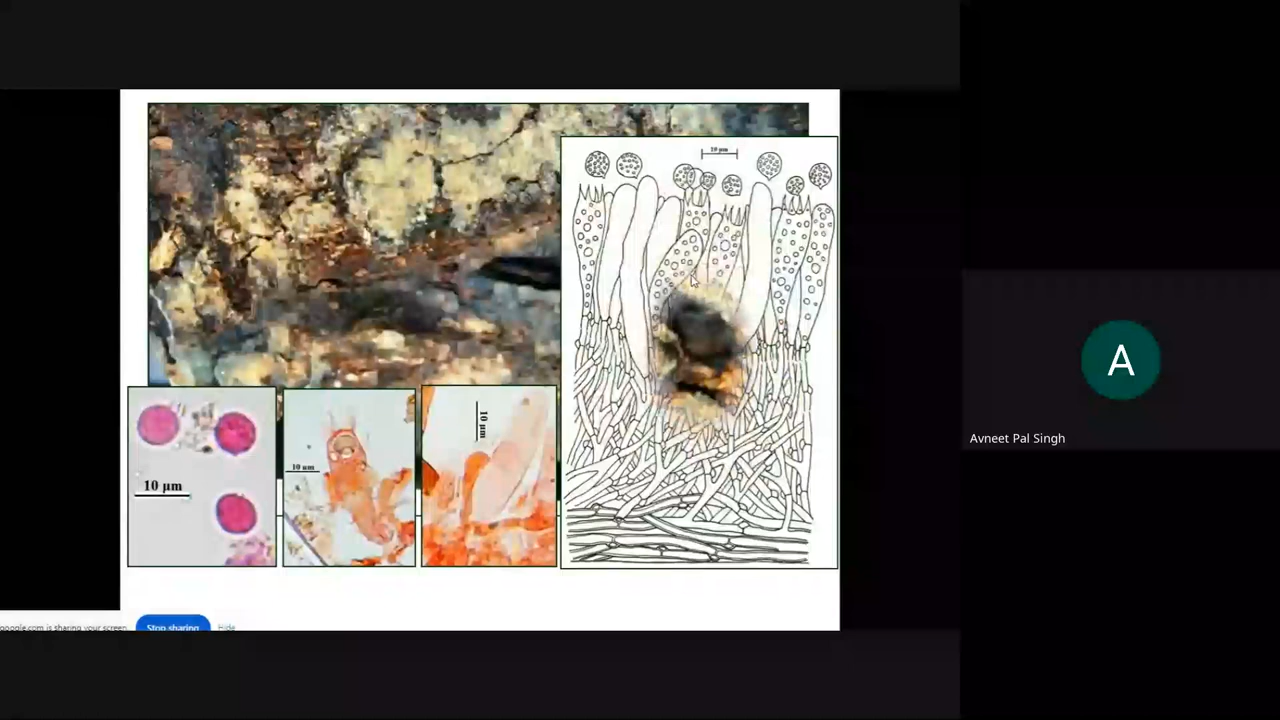 10 µm
10 µm
10 µm
10 µm
A
Avneet Pal Singh
google.com is sharing your screen.
Stop sharing
Hide